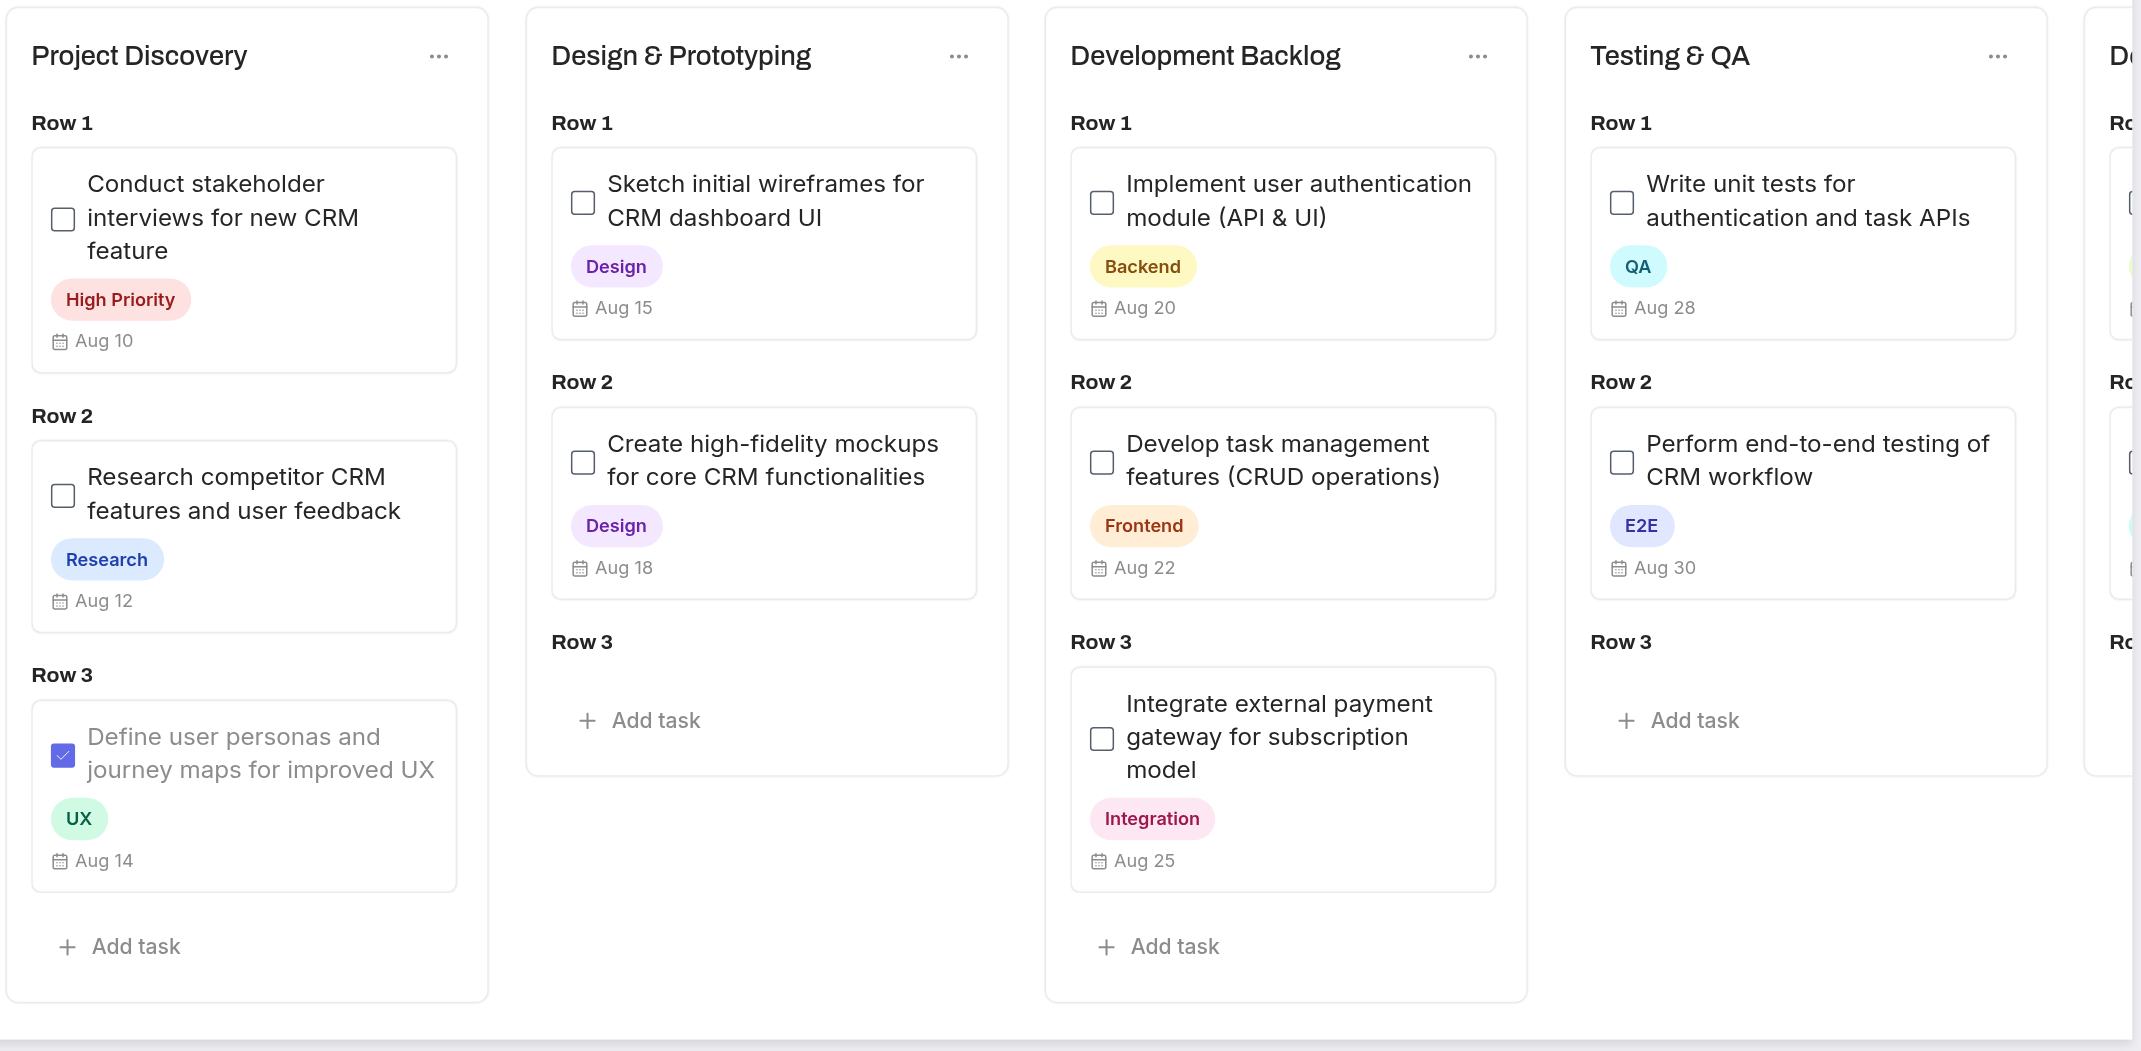 Project Discovery
Row 1
Conduct stakeholder
interviews for new CRM
feature
High Priority
Aug 10
Row 2
Research competitor CRM
features and user feedback
Research
Aug 12
Row 3
Define user personas and
journey maps for improved UX
UX
Aug 14
+ Add task
Design & Prototyping
Row 1
Sketch initial wireframes for
CRM dashboard UI
Design
Aug 15
Row 2
Create high-fidelity mockups
for core CRM functionalities
Design
Aug 18
Row 3
+ Add task
Development Backlog
Row 1
Implement user authentication
module (API & UI)
Backend
Aug 20
Row 2
Develop task management
features (CRUD operations)
Frontend
Aug 22
Row 3
Integrate external payment
gateway for subscription
model
Integration
Aug 25
+ Add task
Testing & QA
Row 1
Write unit tests for
authentication and task APIs
QA
Aug 28
Row 2
Perform end-to-end testing of
CRM workflow
E2E
Aug 30
Row 3
+ Add task